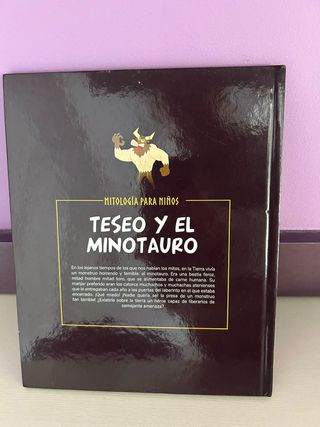 MITOLOGÍA PARA NIÑOS
TESEO Y EL
MINOTAURO
En los lejanos tiempos de los que nos hablan los mitos, en la Tierra vivía
un monstruo horrendo y terrible: el minotauro. Era una bestia feroz,
mitad hombre mitad toro, que se alimentaba de carne humana. Su
manjar preferido eran los catorce muchachos y muchachas atenienses
que le entregaban cada año a las puertas del laberinto en el que estaba
encerrado. ¡Qué miedo! ¡Nadie quería ser la presa de un monstruo
tan terrible! ¿Existiría sobre la tierra un héroe capaz de liberarlos de
semejante amenaza?